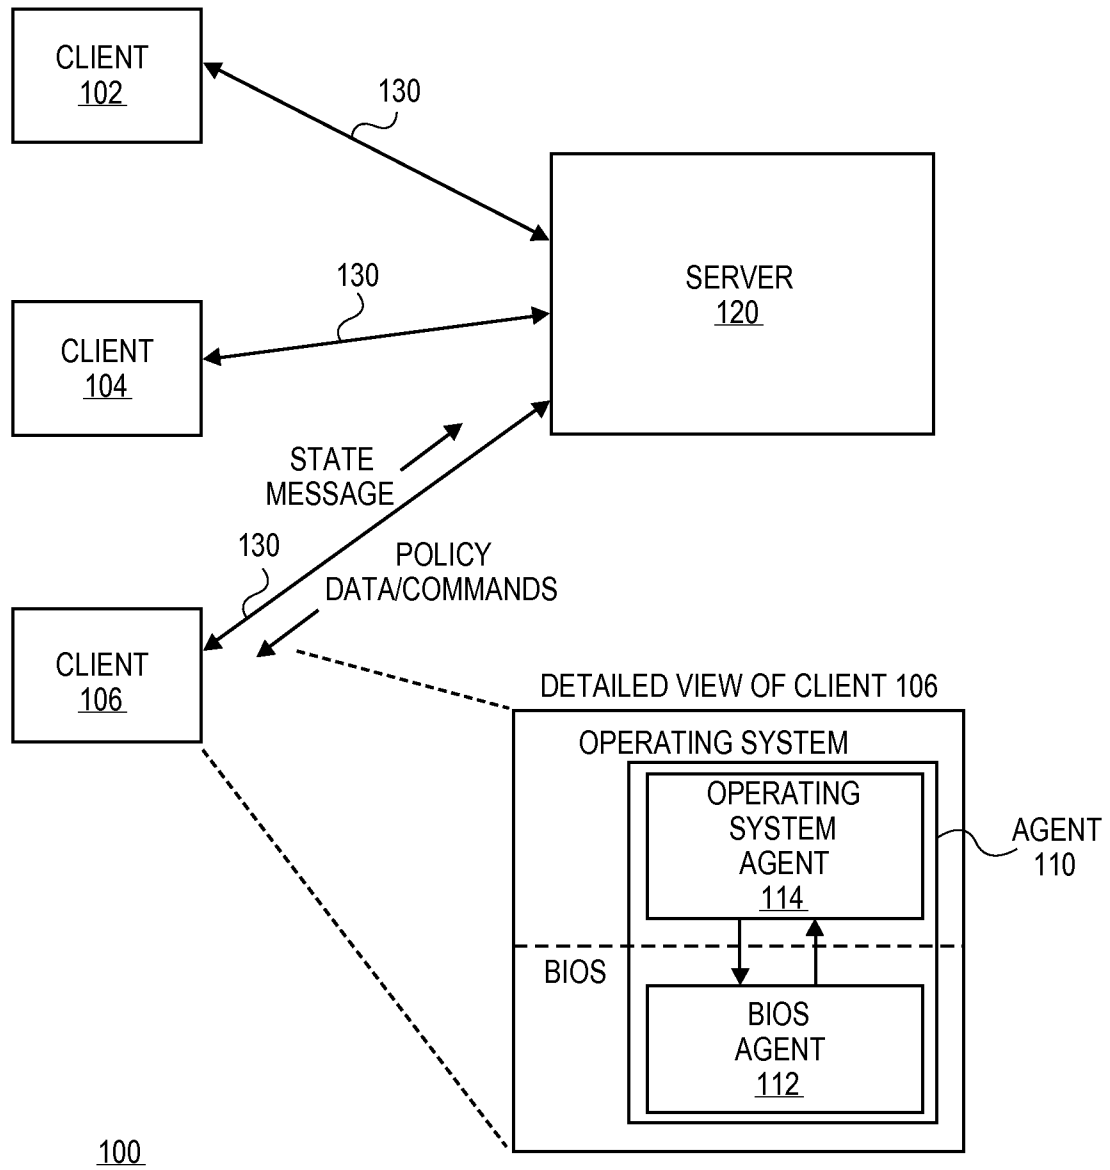 CLIENT
102
130
SERVER
120
130
CLIENT
104
STATE
MESSAGE
130
POLICY
DATA/COMMANDS
CLIENT
106
DETAILED VIEW OF CLIENT 106
OPERATING SYSTEM
OPERATING
SYSTEM
AGENT
114
AGENT
110
BIOS
BIOS
AGENT
112
100